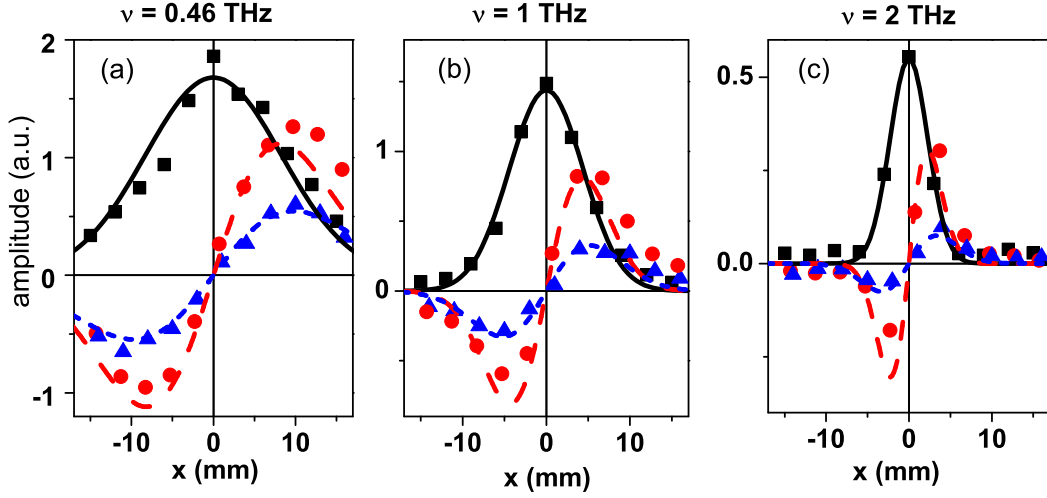 ν = 0.46 THz
ν = 1 THz
ν = 2 THz
amplitude (a.u.)
(a)
2
1
0
-1
-10 0 10
x (mm)
(b)
1
0
-10 0 10
x (mm)
(c)
0.5
0.0
-10 0 10
x (mm)